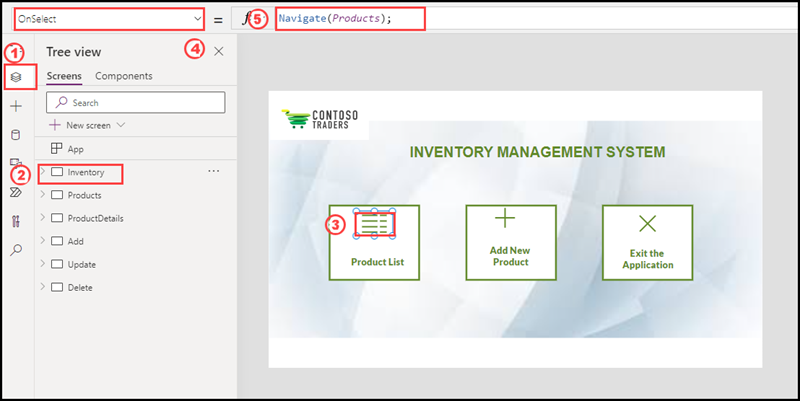 OnSelect
=
5
Navigate(Products);
1
Tree view
4
Screens
Components
Search
New screen
App
2
Inventory
...
Products
ProductDetails
Add
Update
Delete
CONTOSO
TRADERS
INVENTORY MANAGEMENT SYSTEM
3
Product List
Add New
Product
Exit the
Application